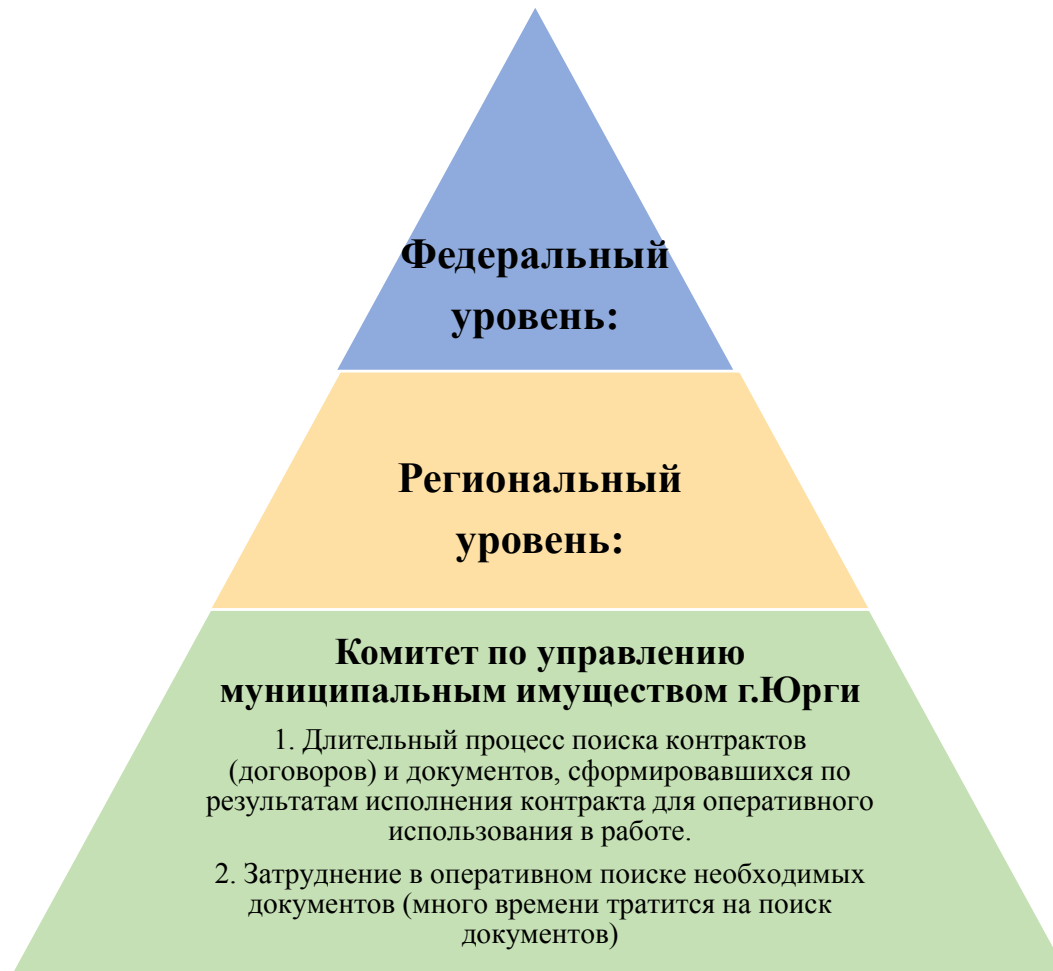 Федеральный
уровень:
Региональный
уровень:
Комитет по управлению
муниципальным имуществом г.Юрги
1. Длительный процесс поиска контрактов
(договоров) и документов, сформировавшихся по
результатам исполнения контракта для оперативного
использования в работе.
2. Затруднение в оперативном поиске необходимых
документов (много времени тратится на поиск
документов)